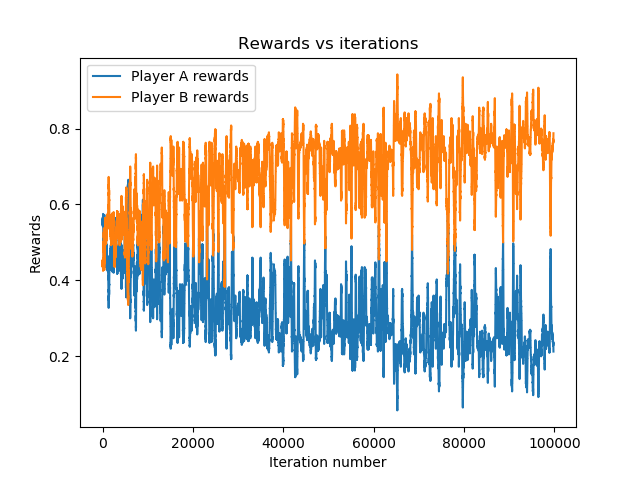 Rewards vs iterations
Player A rewards
Player B rewards
0.8
0.6
0.4
0.2
Rewards
0 20000 40000 60000 80000 100000
Iteration number